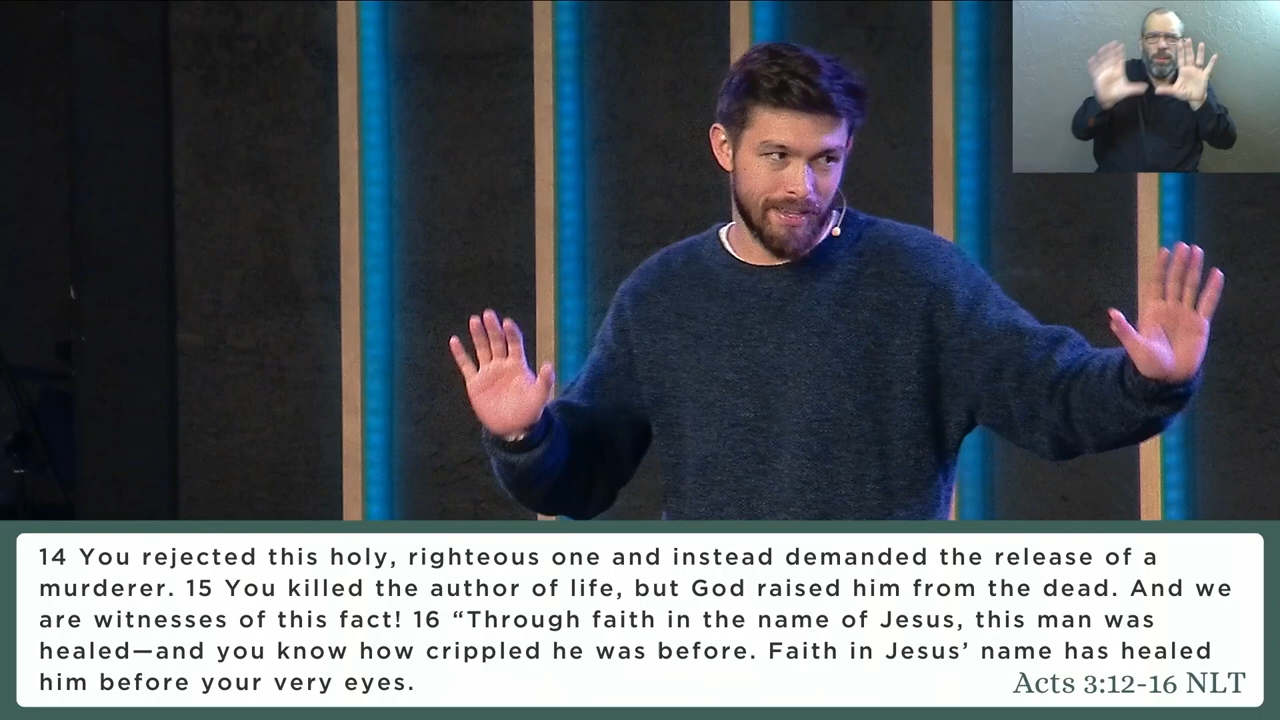 14 You rejected this holy, righteous one and instead demanded the release of a
murderer. 15 You killed the author of life, but God raised him from the dead. And we
are witnesses of this fact! 16 “Through faith in the name of Jesus, this man was
healed—and you know how crippled he was before. Faith in Jesus’ name has healed
him before your very eyes.
Acts 3:12-16 NLT